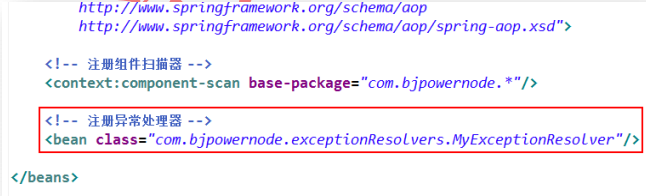 http://www.springframework.org/schema/aop
http://www.springframework.org/schema/aop/spring-aop.xsd">
<!-- 注册组件扫描器 -->
<context:component-scan base-package="com.bjpowernode.*"/>
<!-- 注册异常处理器 -->
<bean class="com.bjpowernode.exceptionResolvers.MyExceptionResolver"/>
</beans>